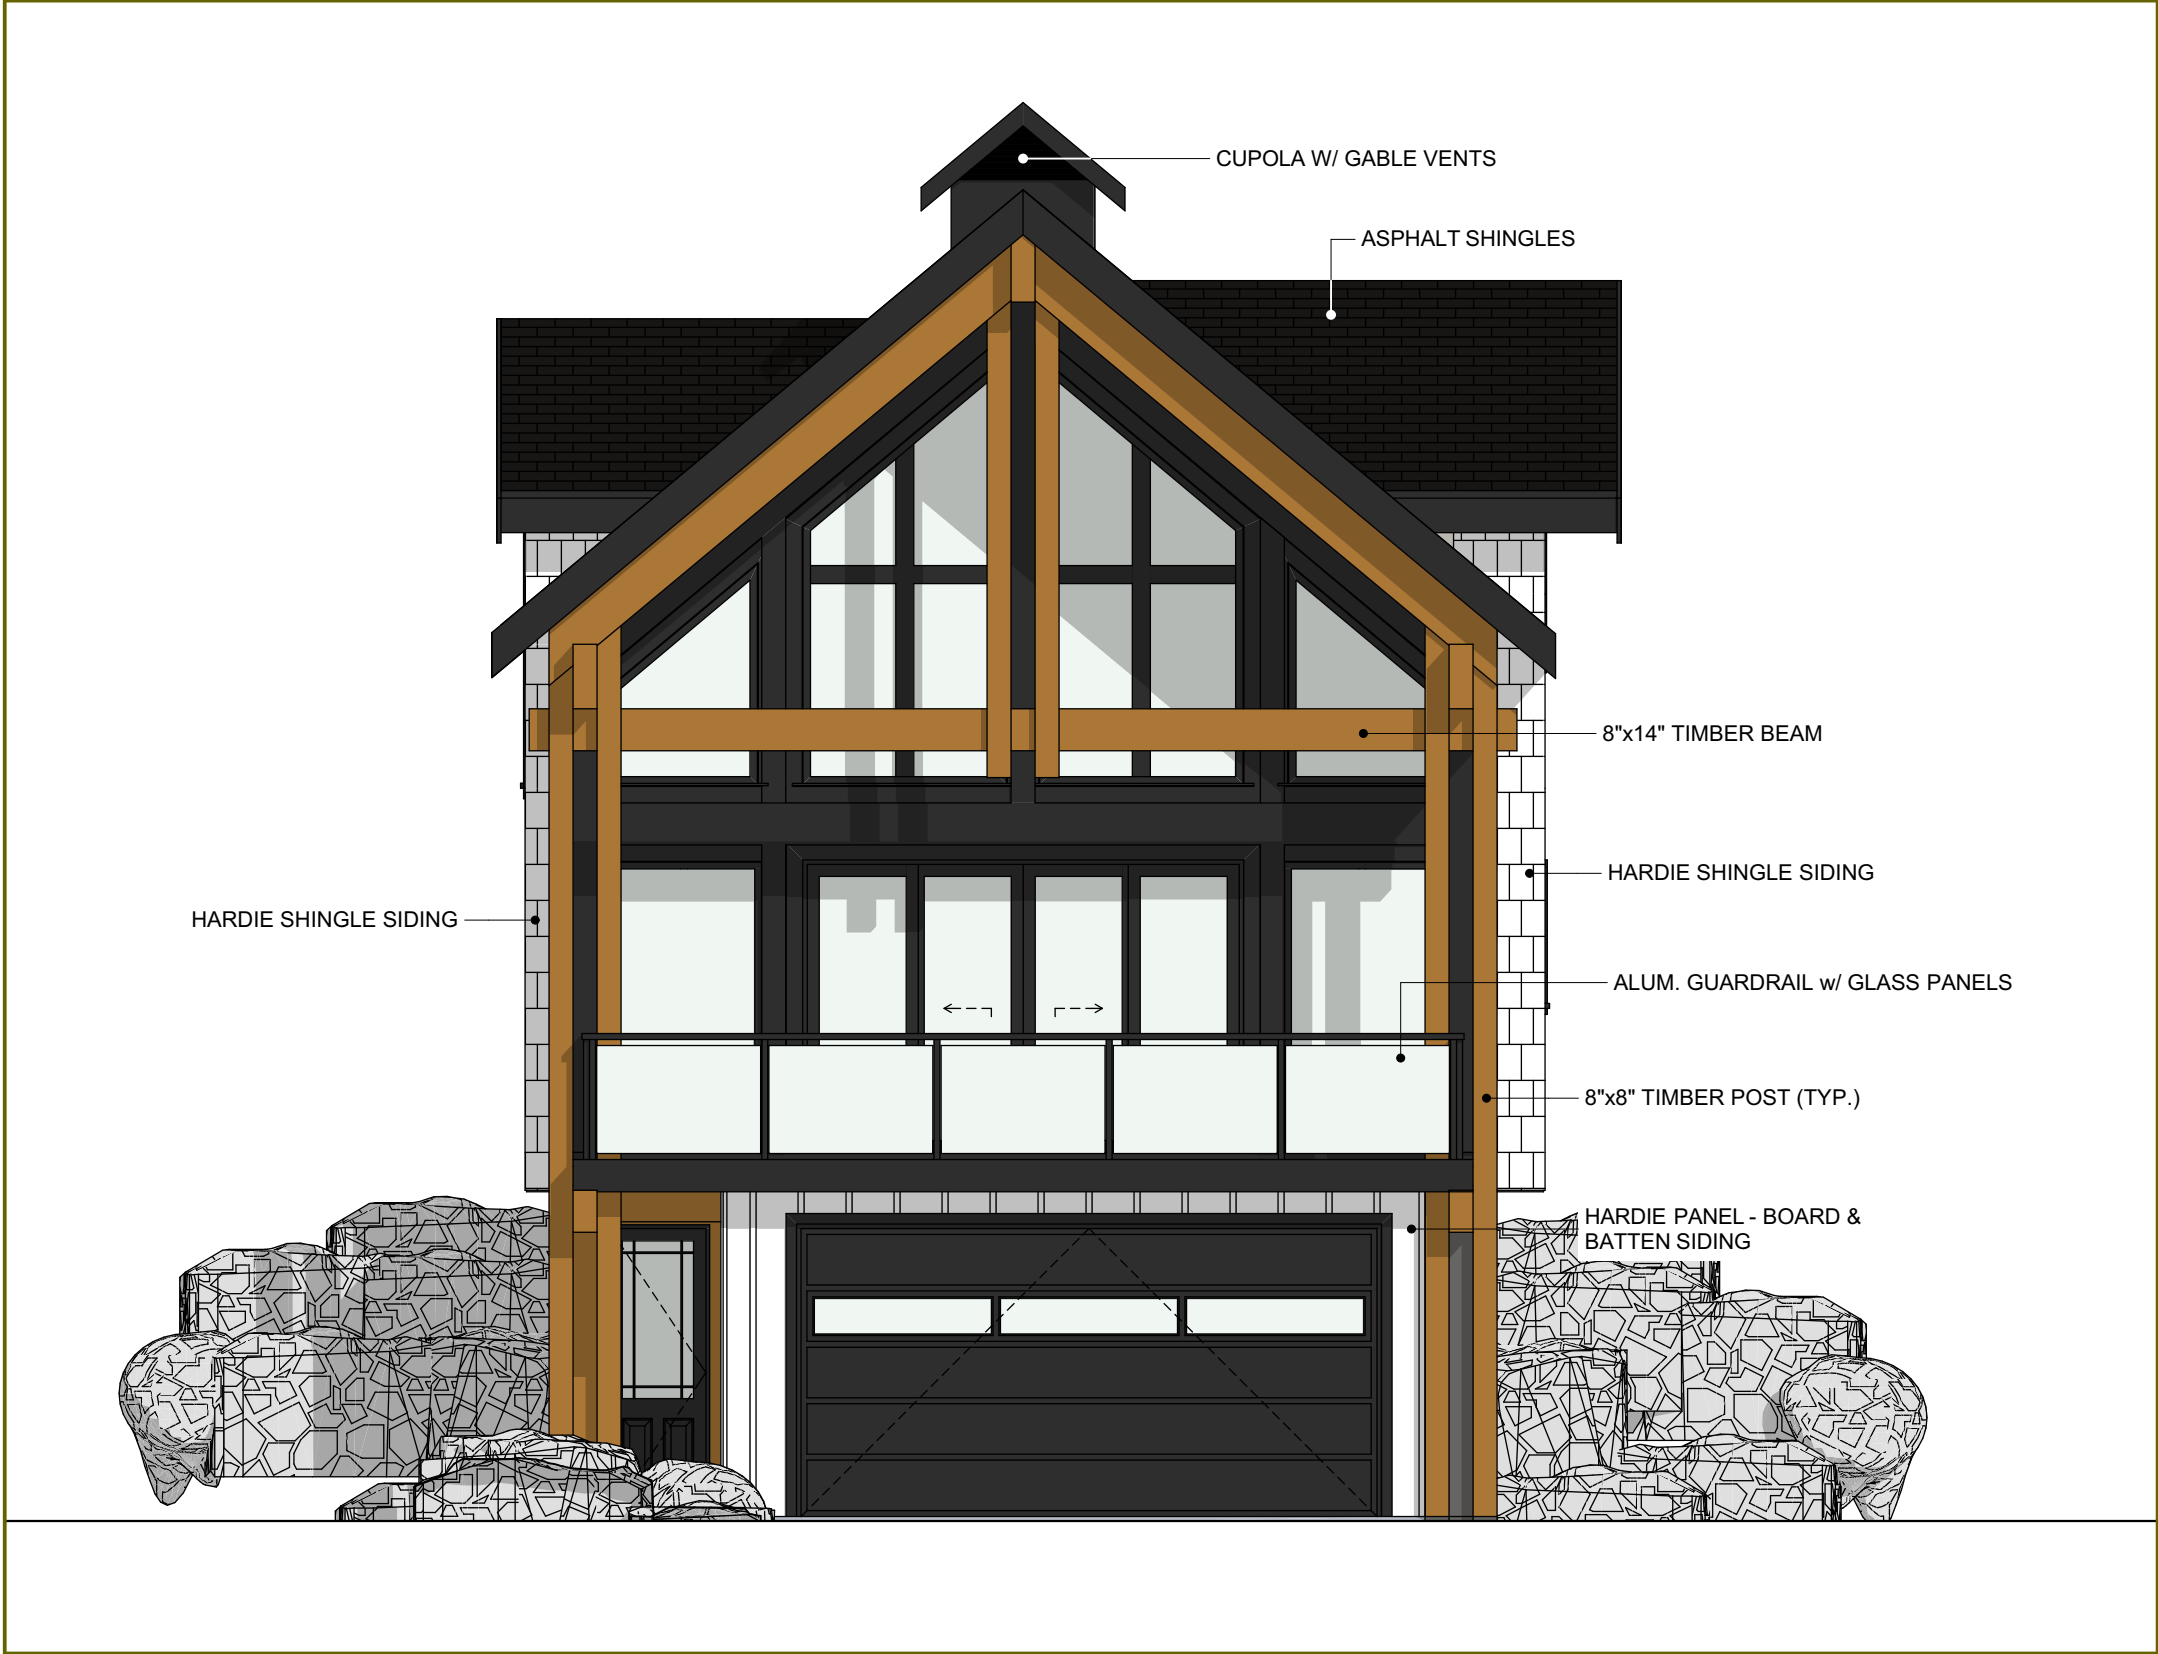 CUPOLA W/ GABLE VENTS
ASPHALT SHINGLES
8"x14" TIMBER BEAM
HARDIE SHINGLE SIDING
HARDIE SHINGLE SIDING
ALUM. GUARDRAIL w/ GLASS PANELS
8"x8" TIMBER POST (TYP.)
HARDIE PANEL - BOARD &
BATTEN SIDING